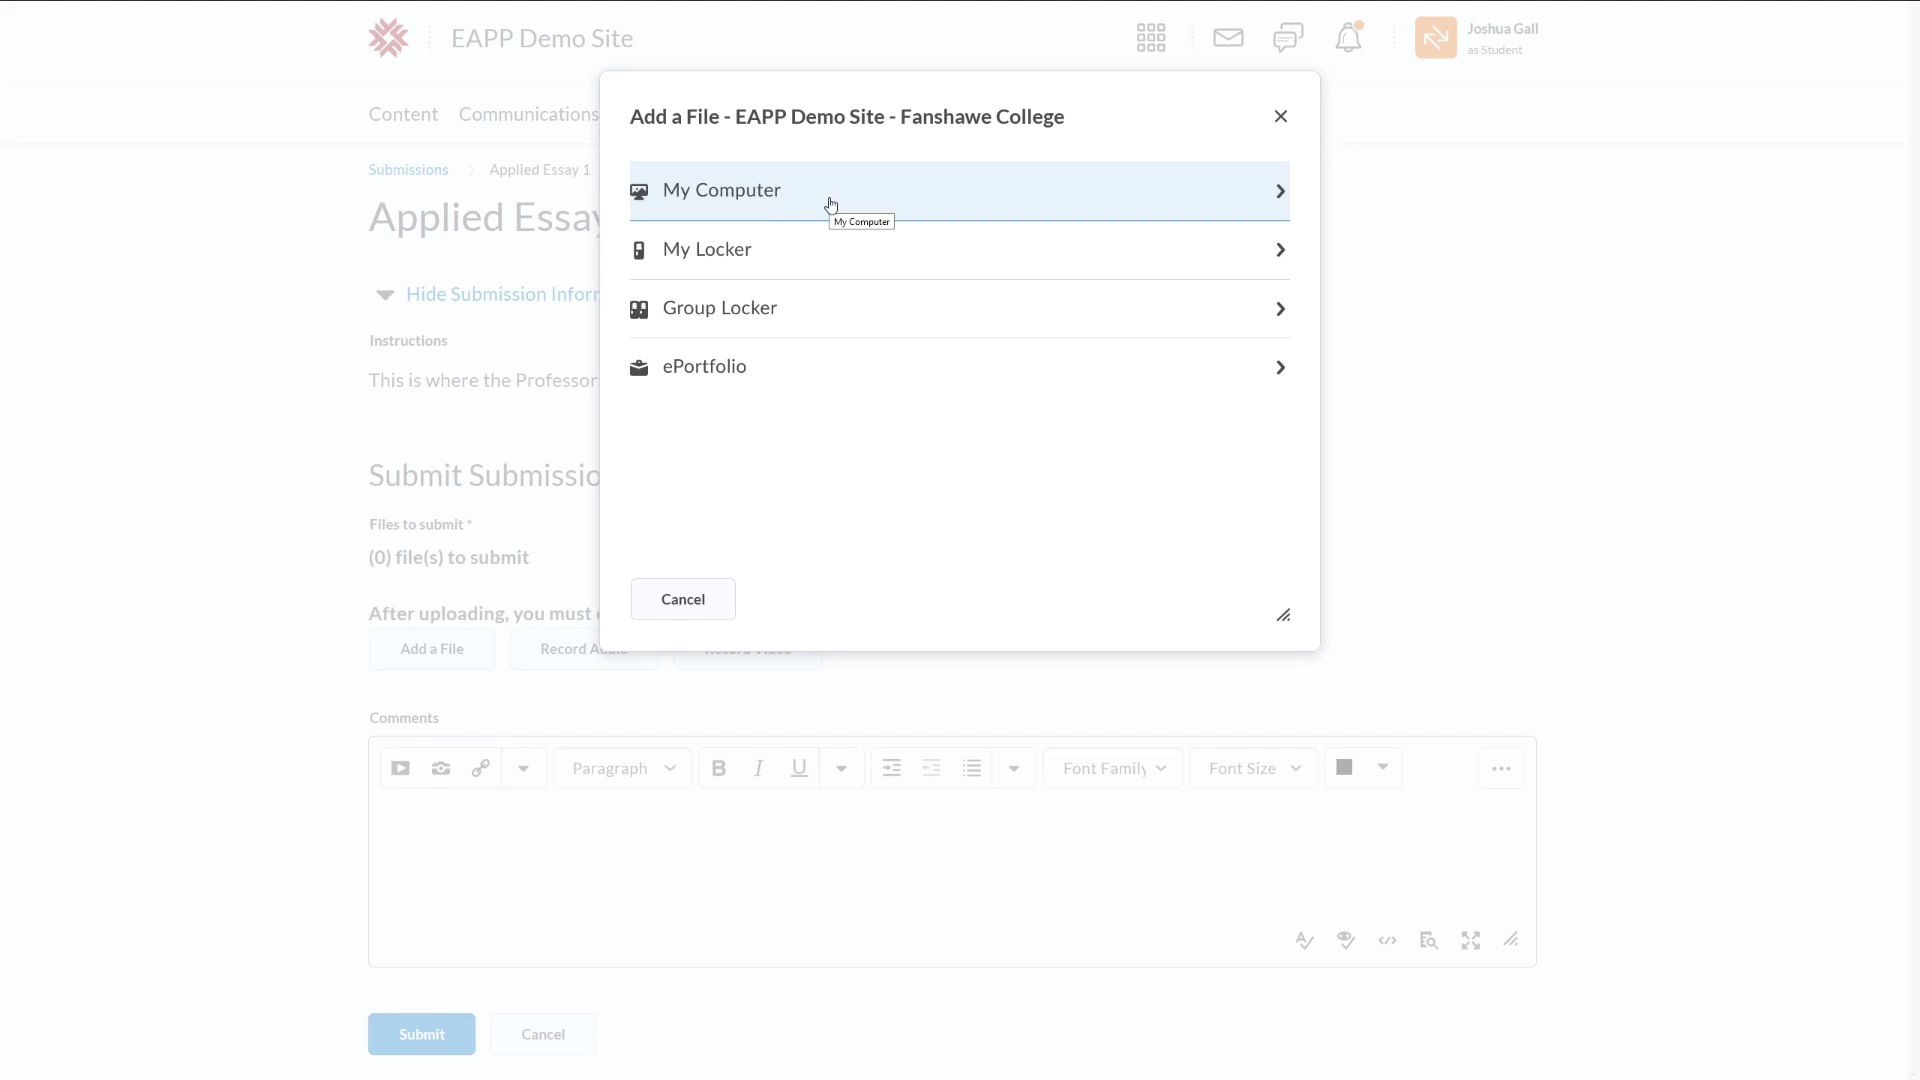 EAPP Demo Site
Joshua Gall
as Student
Content Communications
Submissions Applied Essay 1
Applied Essay
Hide Submission
Instructions
This is where the Professor
Submit
Files to submit *
(0) file(s) to submit
After uploading, you must
Add a File Record Record Video
Add a File - EAPP Demo Site - Fanshawe College
My Computer
My Computer
My Locker
Group Locker
ePortfolio
Cancel
Comments
Paragraph B I U Font Family Font Size
Submit Cancel